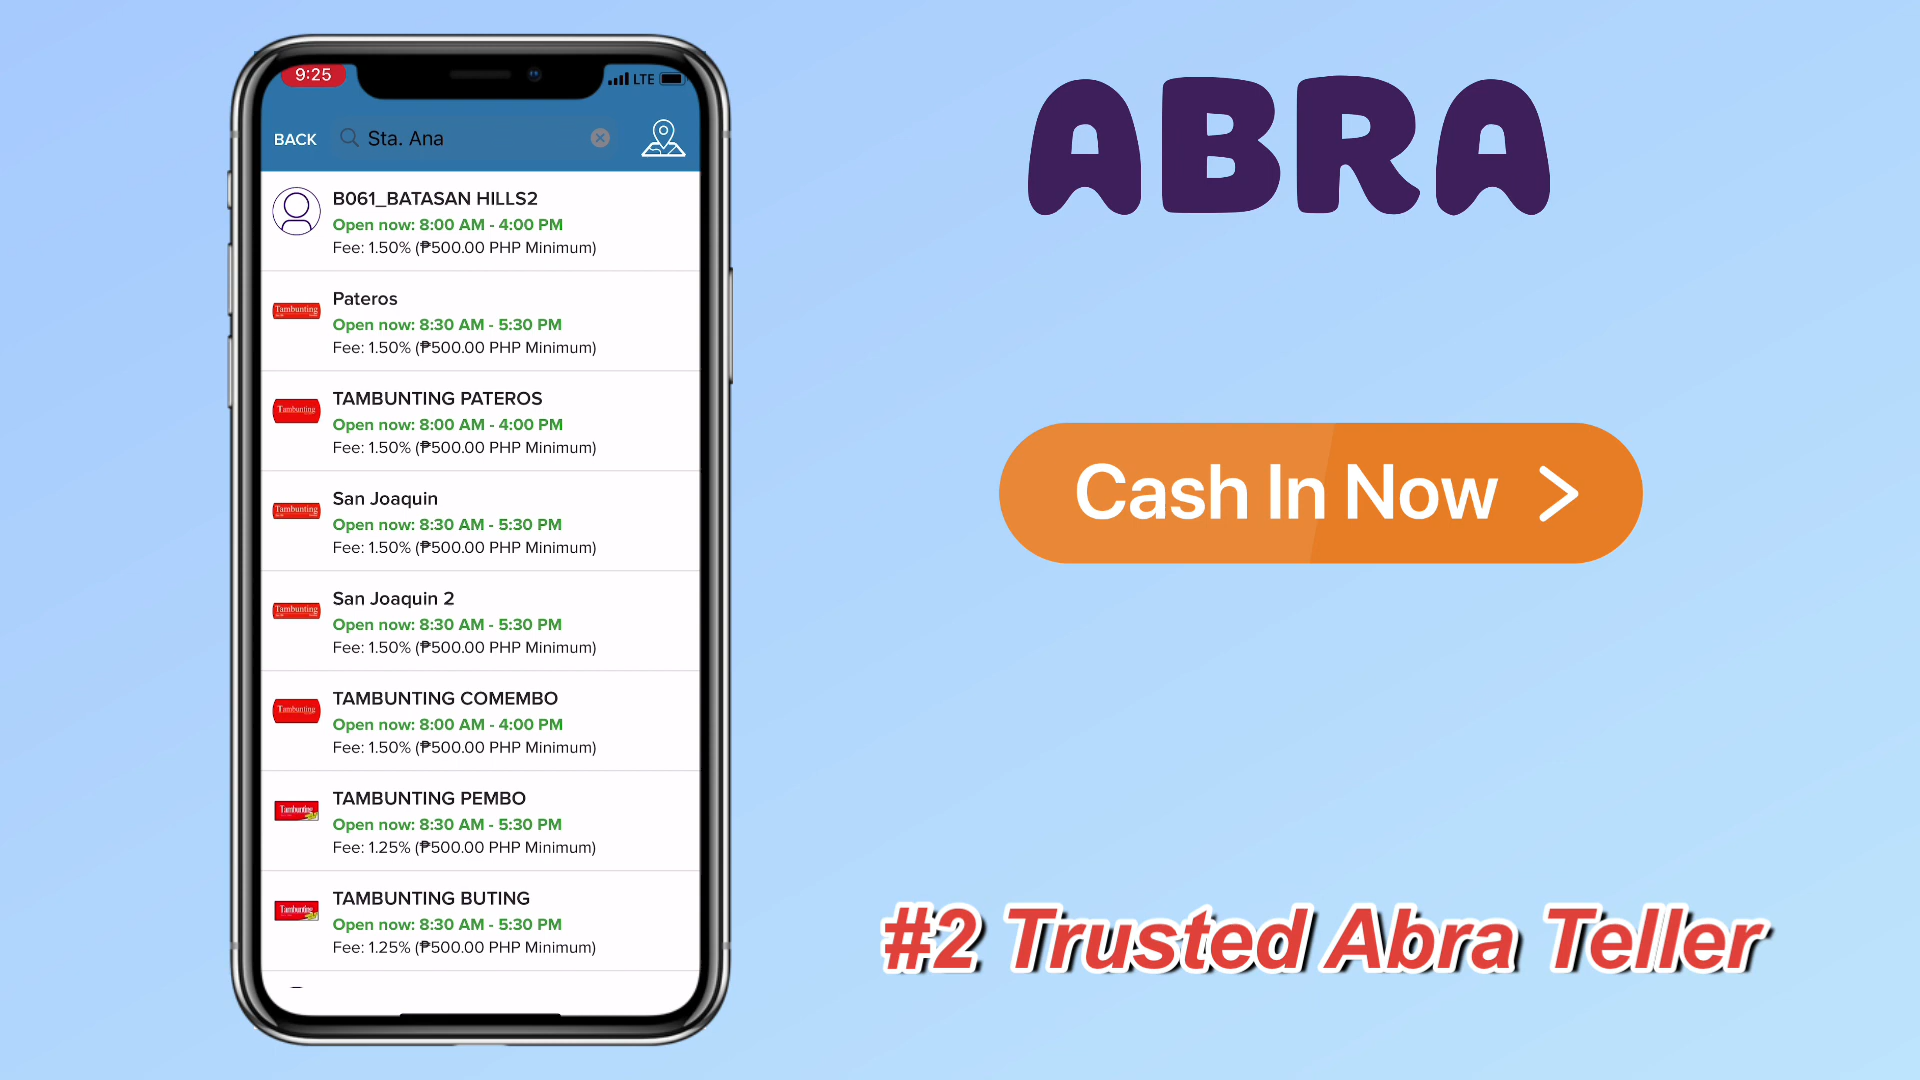 9:25
LTE
BACK
Sta. Ana
B061_BATASAN HILLS2
Open now: 8:00 AM - 4:00 PM
Fee: 1.50% (₱500.00 PHP Minimum)
Tambunting
Pateros
Open now: 8:30 AM - 5:30 PM
Fee: 1.50% (₱500.00 PHP Minimum)
Tambunting
TAMBUNTING PATEROS
Open now: 8:00 AM - 4:00 PM
Fee: 1.50% (₱500.00 PHP Minimum)
Tambunting
San Joaquin
Open now: 8:30 AM - 5:30 PM
Fee: 1.50% (₱500.00 PHP Minimum)
Tambunting
San Joaquin 2
Open now: 8:30 AM - 5:30 PM
Fee: 1.50% (₱500.00 PHP Minimum)
Tambunting
TAMBUNTING COMEMBO
Open now: 8:00 AM - 4:00 PM
Fee: 1.50% (₱500.00 PHP Minimum)
Tambunting
TAMBUNTING PEMBO
Open now: 8:30 AM - 5:30 PM
Fee: 1.25% (₱500.00 PHP Minimum)
Tambunting
TAMBUNTING BUTING
Open now: 8:30 AM - 5:30 PM
Fee: 1.25% (₱500.00 PHP Minimum)
ABRA
Cash In Now
#2 Trusted Abra Teller